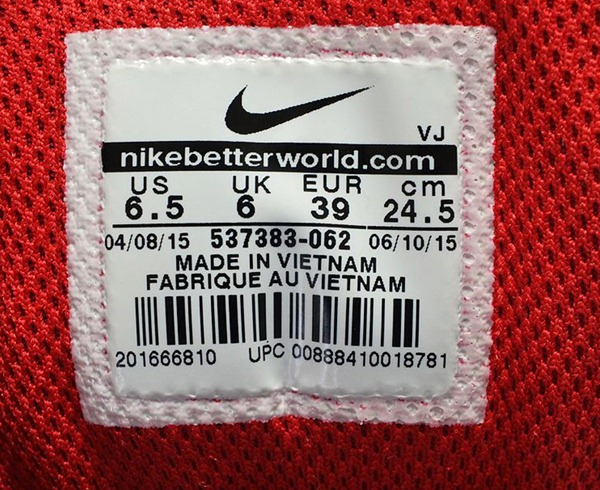 VJ
nikebetterworld.com
US UK EUR cm
6.5 6 39 24.5
04/08/15 537383-062 06/10/15
MADE IN VIETNAM
FABRIQUE AU VIETNAM
201666810 UPC 00888410018781